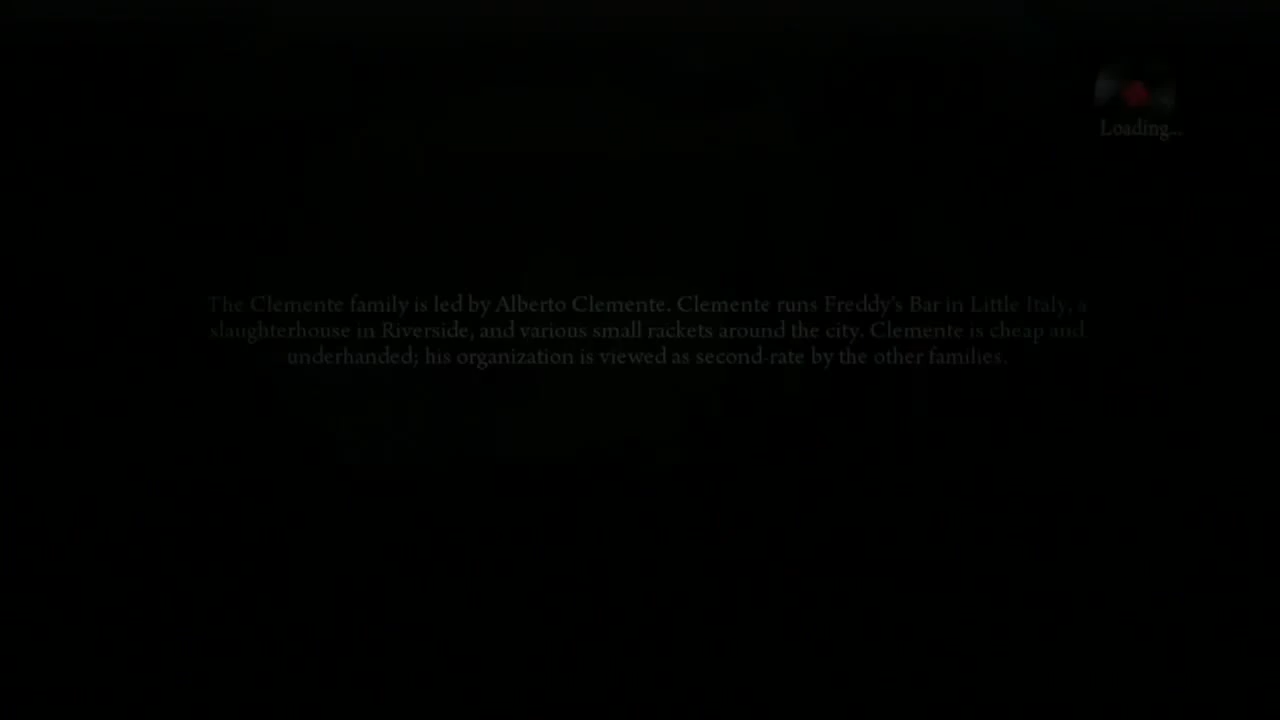 Loading...
The Clemente family is led by Alberto Clemente. Clemente runs Freddy's Bar in Little Italy, a
slaughterhouse in Riverside, and various small rackets around the city. Clemente is cheap and
underhanded; his organization is viewed as second-rate by the other families.